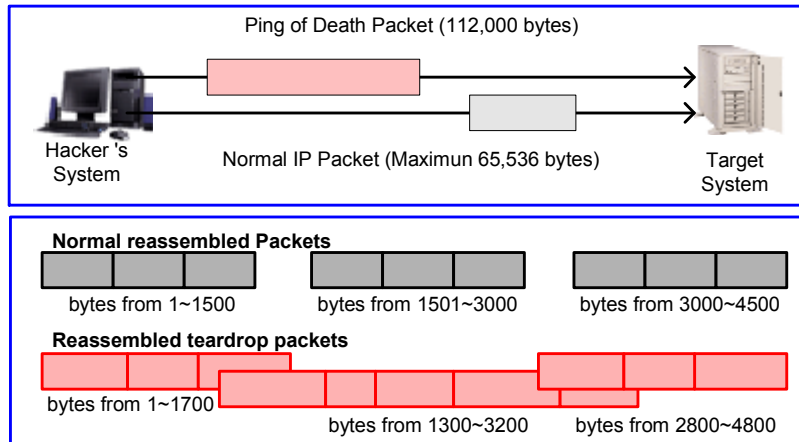 Ping of Death Packet (112,000 bytes)
Hacker 's
System
Normal IP Packet (Maximun 65,536 bytes)
Target
System
Normal reassembled Packets
bytes from 1~1500
bytes from 1501~3000
bytes from 3000~4500
Reassembled teardrop packets
bytes from 1~1700
bytes from 1300~3200
bytes from 2800~4800